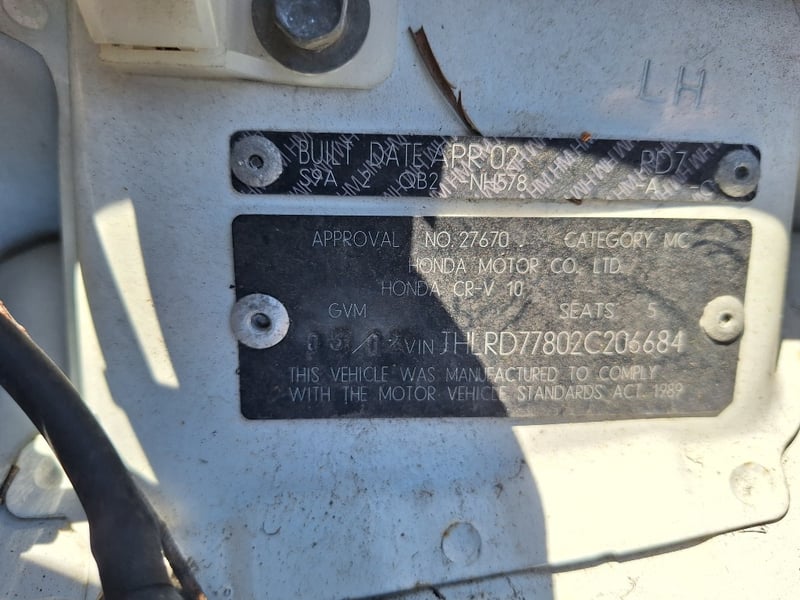 LH
BUILT DATE APR 02 RD7
S9A 2 QB2 -NH578 -A -C
APPROVAL NO. 27670 . CATEGORY MC
HONDA MOTOR CO., LTD.
HONDA CR-V 10
GVM SEATS 5
VIN JHLRD77802C206684
THIS VEHICLE WAS MANUFACTURED TO COMPLY
WITH THE MOTOR VEHICLE STANDARDS ACT. 1989